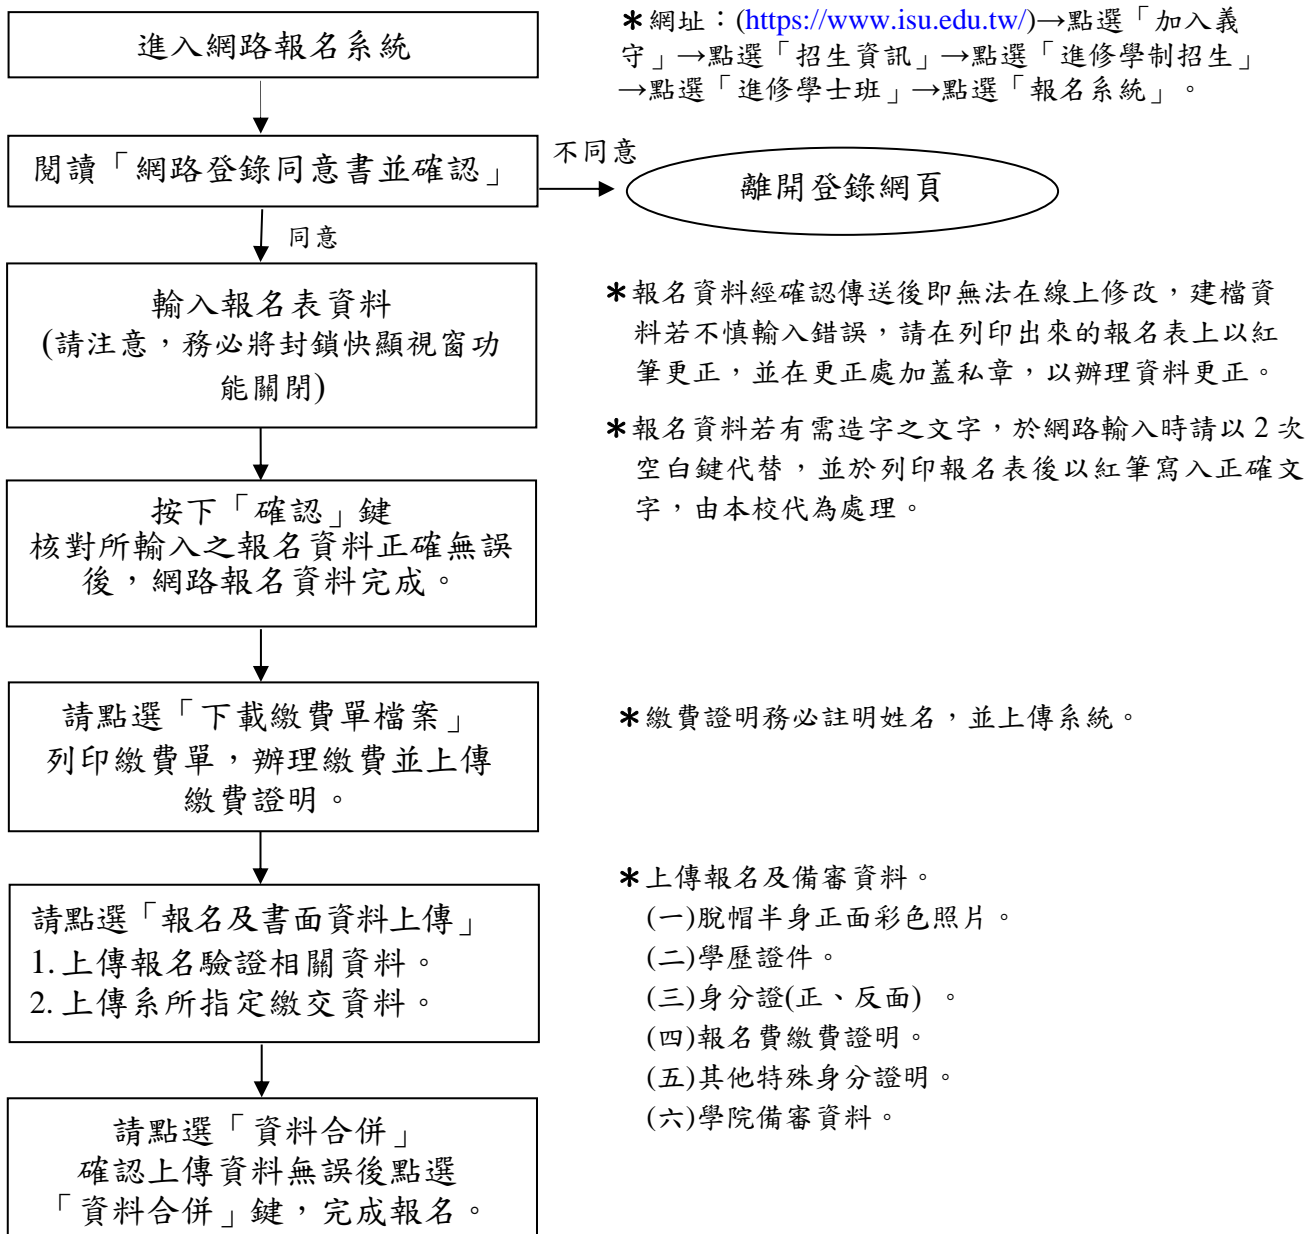 進入網路報名系統
＊網址：(https://www.isu.edu.tw/)→點選「加入義
守」→點選「招生資訊」→點選「進修學制招生」
→點選「進修學士班」→點選「報名系統」。
閱讀「網路登錄同意書並確認」
不同意
離開登錄網頁
同意
輸入報名表資料
(請注意，務必將封鎖快顯視窗功
能關閉)
＊報名資料經確認傳送後即無法在線上修改，建檔資
料若不慎輸入錯誤，請在列印出來的報名表上以紅
筆更正，並在更正處加蓋私章，以辦理資料更正。
＊報名資料若有需造字之文字，於網路輸入時請以 2 次
空白鍵代替，並於列印報名表後以紅筆寫入正確文
字，由本校代為處理。
按下「確認」鍵
核對所輸入之報名資料正確無誤
後，網路報名資料完成。
請點選「下載繳費單檔案」
列印繳費單，辦理繳費並上傳
繳費證明。
＊繳費證明務必註明姓名，並上傳系統。
請點選「報名及書面資料上傳」
1. 上傳報名驗證相關資料。
2. 上傳系所指定繳交資料。
＊上傳報名及備審資料。
(一)脫帽半身正面彩色照片。
(二)學歷證件。
(三)身分證(正、反面) 。
(四)報名費繳費證明。
(五)其他特殊身分證明。
(六)學院備審資料。
請點選「資料合併」
確認上傳資料無誤後點選
「資料合併」鍵，完成報名。